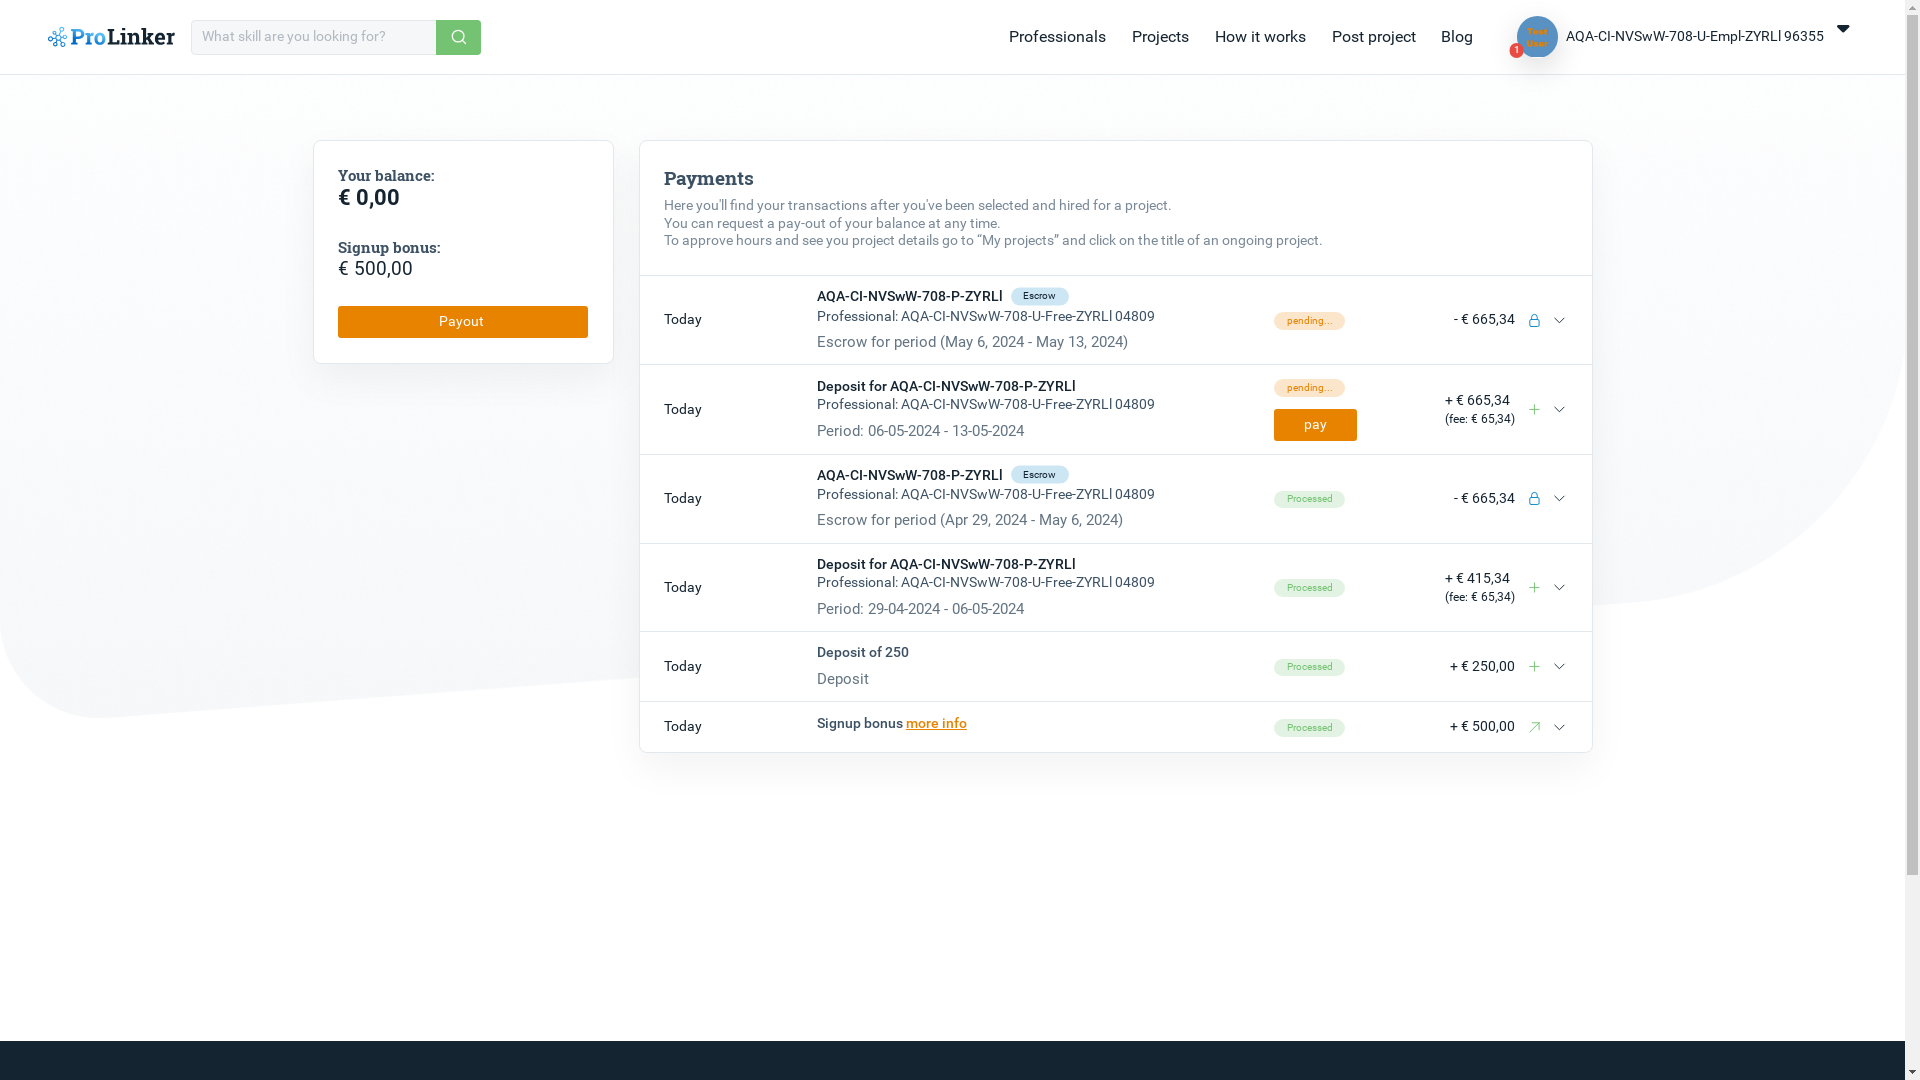 ProLinker
What skill are you looking for?
Professionals
Projects
How it works
Post project
Blog
Test
User
1
AQA-CI-NVSwW-708-U-Empl-ZYRLl 96355
Your balance:
€ 0,00
Signup bonus:
€ 500,00
Payout
Payments
Here you'll find your transactions after you've been selected and hired for a project.
You can request a pay-out of your balance at any time.
To approve hours and see you project details go to “My projects” and click on the title of an ongoing project.
Today
AQA-CI-NVSwW-708-P-ZYRLl Escrow
Professional: AQA-CI-NVSwW-708-U-Free-ZYRLl 04809
Escrow for period (May 6, 2024 - May 13, 2024)
pending...
- € 665,34
Today
Deposit for AQA-CI-NVSwW-708-P-ZYRLl
Professional: AQA-CI-NVSwW-708-U-Free-ZYRLl 04809
Period: 06-05-2024 - 13-05-2024
pending...
pay
+ € 665,34
(fee: € 65,34)
Today
AQA-CI-NVSwW-708-P-ZYRLl Escrow
Professional: AQA-CI-NVSwW-708-U-Free-ZYRLl 04809
Escrow for period (Apr 29, 2024 - May 6, 2024)
Processed
- € 665,34
Today
Deposit for AQA-CI-NVSwW-708-P-ZYRLl
Professional: AQA-CI-NVSwW-708-U-Free-ZYRLl 04809
Period: 29-04-2024 - 06-05-2024
Processed
+ € 415,34
(fee: € 65,34)
Today
Deposit of 250
Deposit
Processed
+ € 250,00
Today
Signup bonus more info
Processed
+ € 500,00